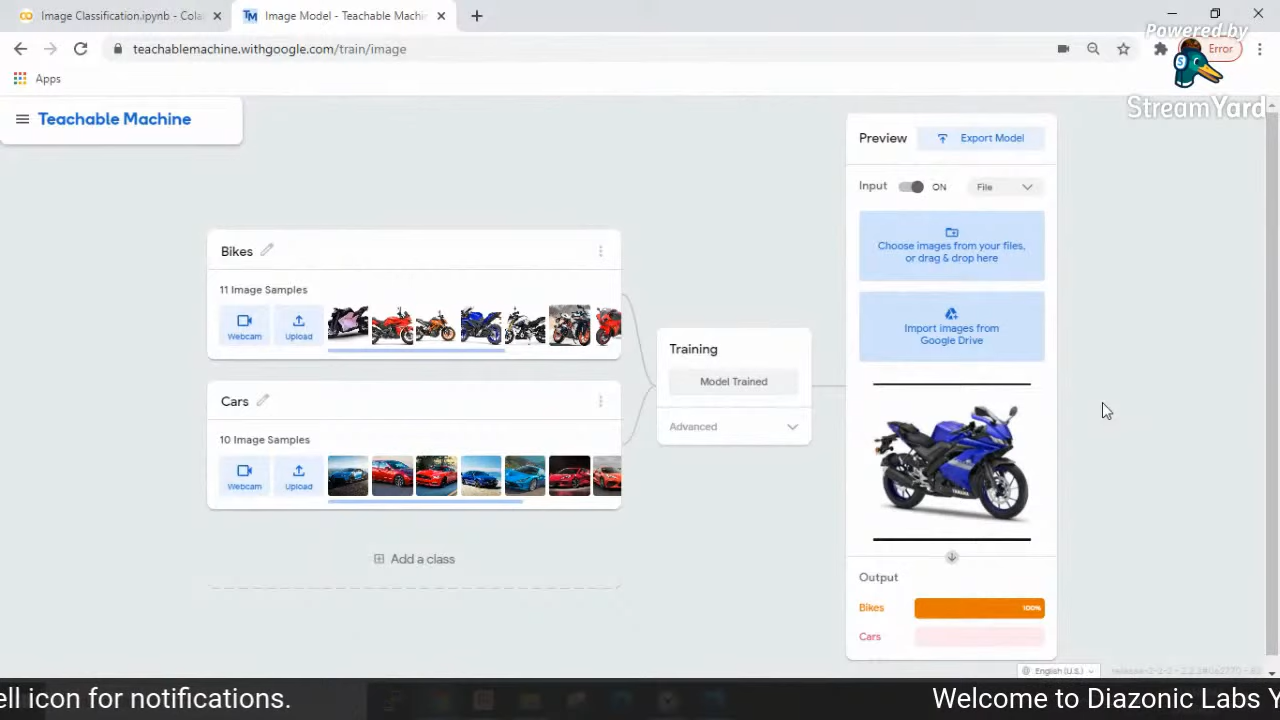 Image Classification.ipynb - Cola
Image Model - Teachable Machin
teachablemachine.withgoogle.com/train/image
Error
Apps
Powered by
StreamYard
Teachable Machine
Preview
Export Model
Input
ON
File
Choose images from your files,
or drag & drop here
Import images from
Google Drive
Bikes
11 Image Samples
Webcam
Upload
Cars
10 Image Samples
Webcam
Upload
Add a class
Training
Model Trained
Advanced
Output
Bikes
100%
Cars
English (U.S.)
ell icon for notifications.
Welcome to Diazonic Labs Y